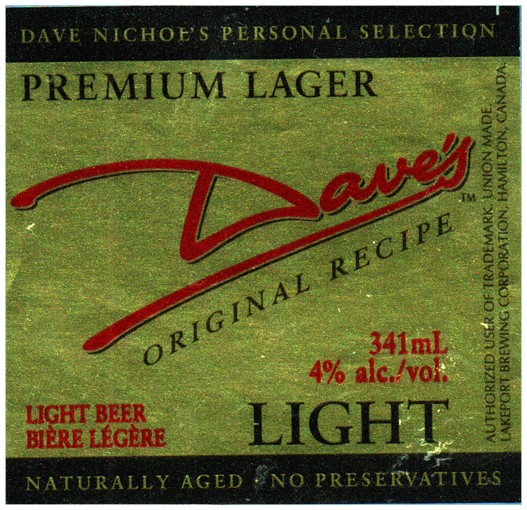 DAVE NICHOL'S PERSONAL SELECTION
PREMIUM LAGER
Dave's
TM
ORIGINAL RECIPE
341mL
4% alc./vol.
LIGHT BEER
BIÈRE LÉGÈRE
LIGHT
NATURALLY AGED · NO PRESERVATIVES
AUTHORIZED USER OF TRADEMARK. UNION MADE.
LAKEPORT BREWING CORPORATION. HAMILTON, CANADA.